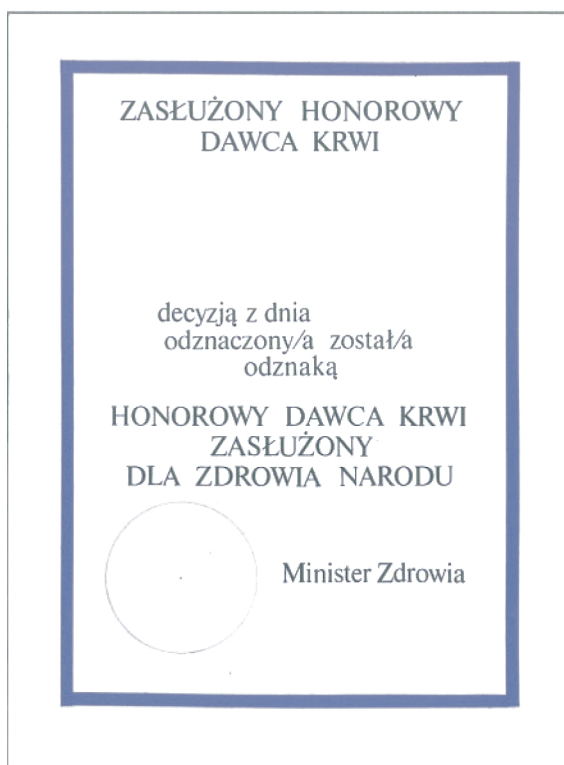 ZASŁUŻONY HONOROWY
DAWCA KRWI
decyzją z dnia
odznaczony/a został/a
odznaką
HONOROWY DAWCA KRWI
ZASŁUŻONY
DLA ZDROWIA NARODU
Minister Zdrowia